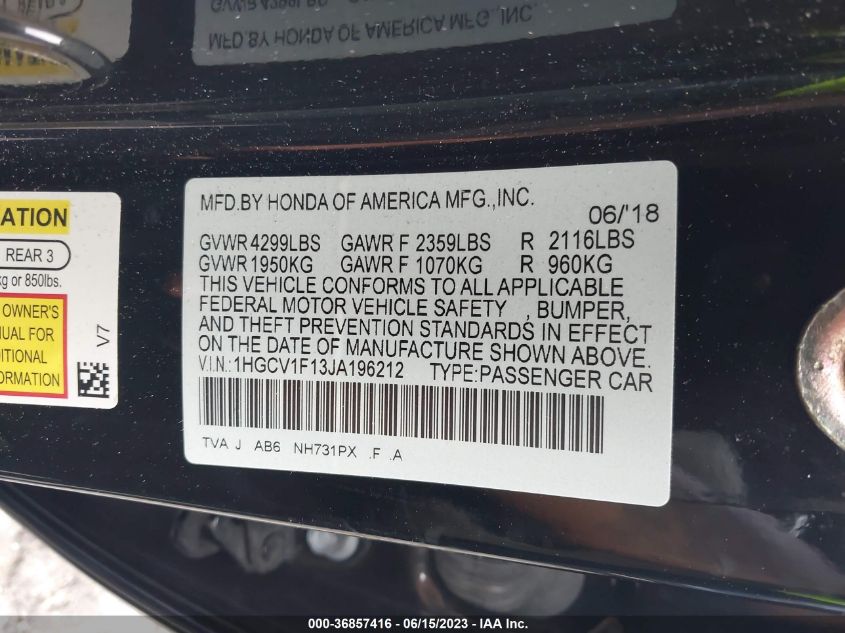 MFD.BY HONDA OF AMERICA MFG.,INC.
MFD.BY HONDA OF AMERICA MFG.,INC.
06/'18
GVWR 4299LBS GAWR F 2359LBS R 2116LBS
GVWR 1950KG GAWR F 1070KG R 960KG
THIS VEHICLE CONFORMS TO ALL APPLICABLE
FEDERAL MOTOR VEHICLE SAFETY , BUMPER,
AND THEFT PREVENTION STANDARDS IN EFFECT
ON THE DATE OF MANUFACTURE SHOWN ABOVE.
V.I.N.: 1HGCV1F13JA196212 TYPE:PASSENGER CAR
TVA J AB6 NH731PX .F .A
ATION
REAR 3
kg or 850lbs.
OWNER'S
UAL FOR
DITIONAL
ORMATION
V7
000-36857416 - 06/15/2023 - IAA Inc.